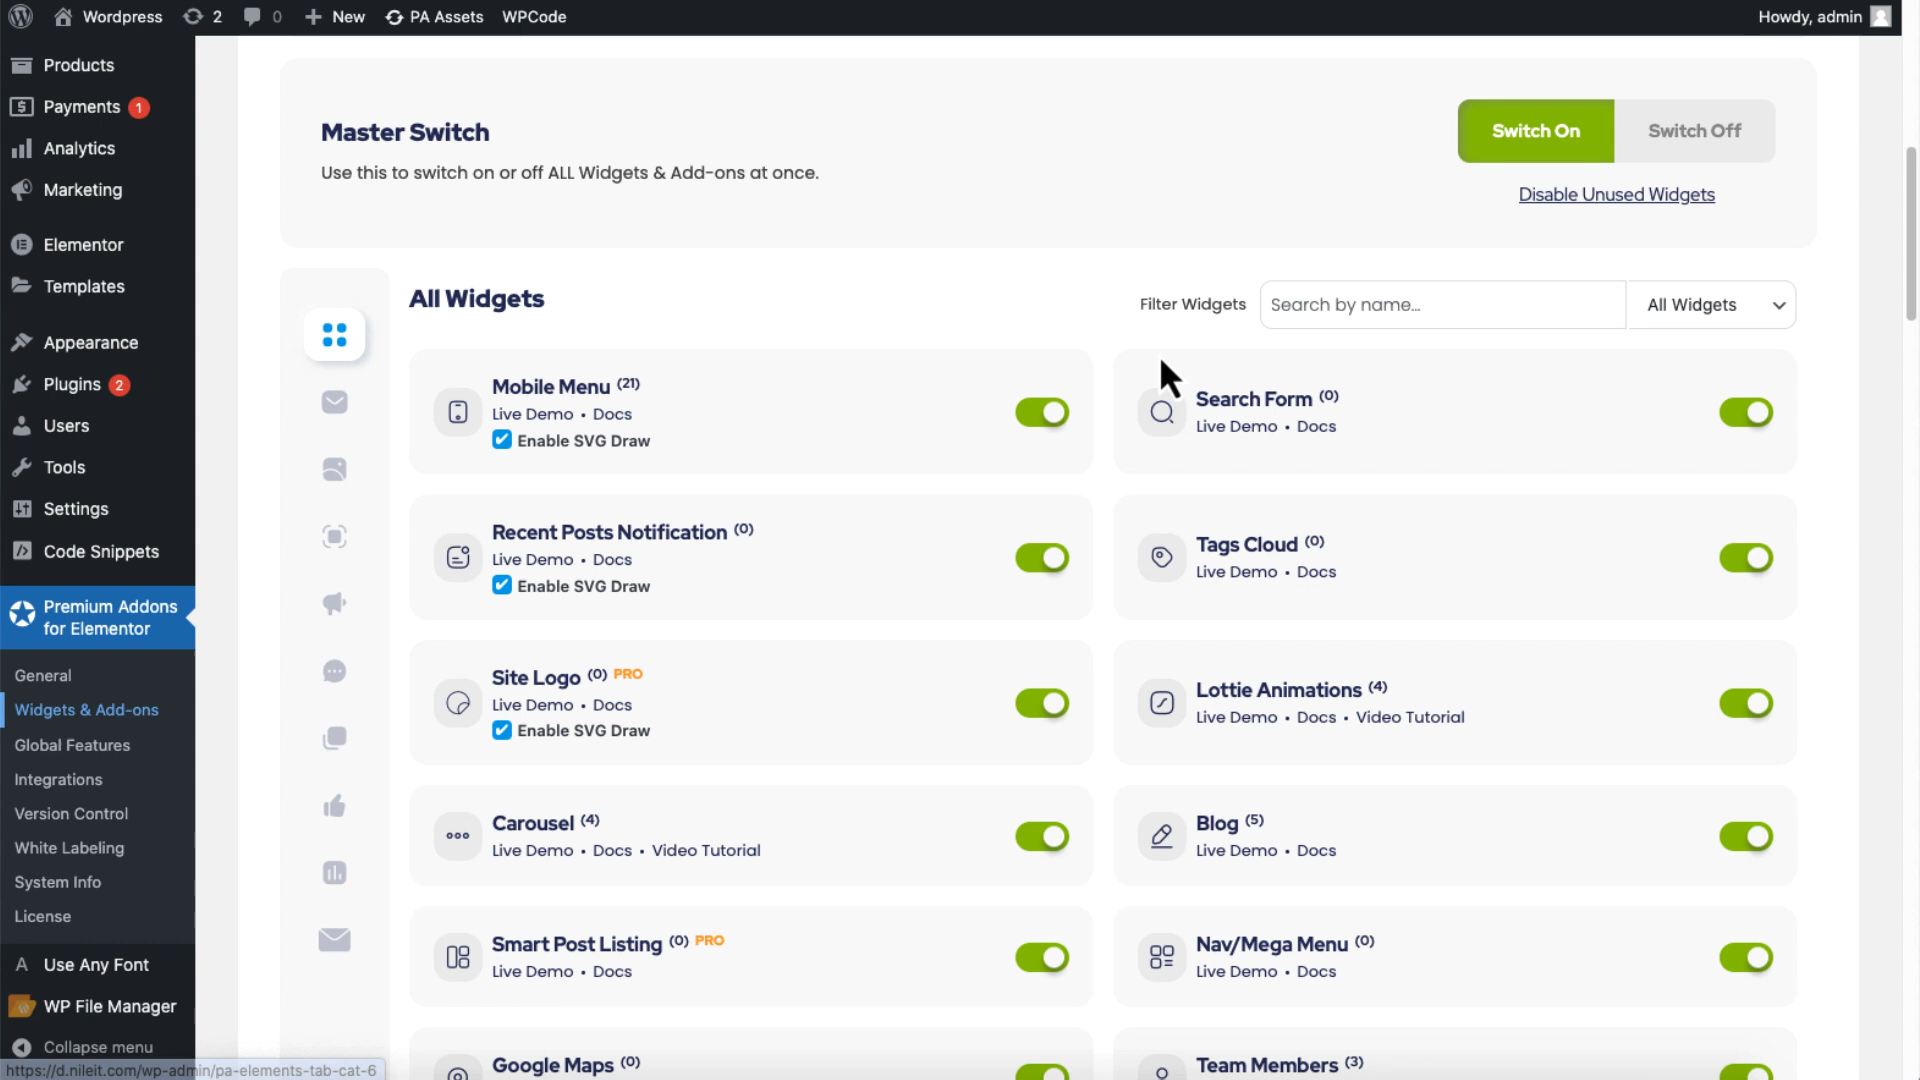 Wordpress 2 0 New PA Assets WPCode Howdy, admin
Products
Payments 1
Analytics
Marketing
Elementor
Templates
Appearance
Plugins 2
Users
Tools
Settings
Code Snippets
Premium Addons
for Elementor
General
Widgets & Add-ons
Global Features
Integrations
Version Control
White Labeling
System Info
License
Use Any Font
WP File Manager
Collapse menu
https://d.nileit.com/wp-admin/pa-elements-tab-cat-6
Master Switch
Use this to switch on or off ALL Widgets & Add-ons at once.
Switch On Switch Off
Disable Unused Widgets
All Widgets
Filter Widgets Search by name... All Widgets
Mobile Menu (21)
Live Demo • Docs
Enable SVG Draw
Search Form (0)
Live Demo • Docs
Recent Posts Notification (0)
Live Demo • Docs
Enable SVG Draw
Tags Cloud (0)
Live Demo • Docs
Site Logo (0) PRO
Live Demo • Docs
Enable SVG Draw
Lottie Animations (4)
Live Demo • Docs • Video Tutorial
Carousel (4)
Live Demo • Docs • Video Tutorial
Blog (5)
Live Demo • Docs
Smart Post Listing (0) PRO
Live Demo • Docs
Nav/Mega Menu (0)
Live Demo • Docs
Google Maps (0)
Team Members (3)